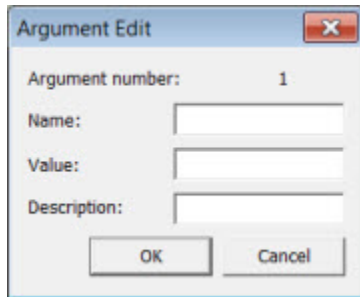 Argument Edit
Argument number: 1
Name:
Value:
Description:
OK Cancel